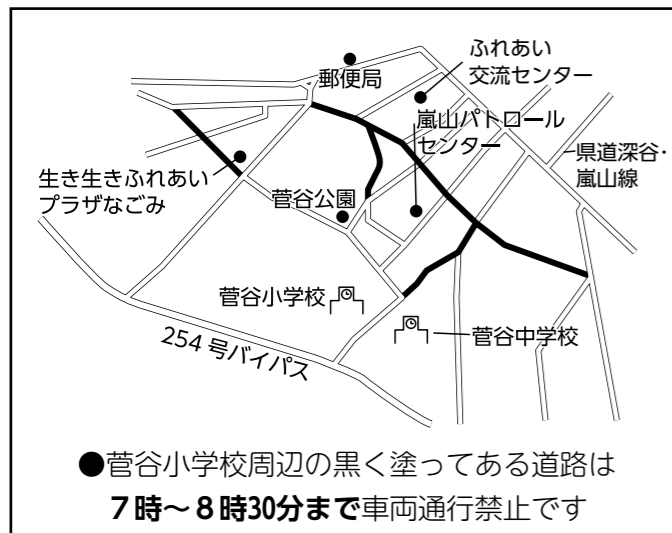 郵便局
ふれあい
交流センター
嵐山パトロール
センター
県道深谷・
嵐山線
生き生きふれあい
プラザなごみ
菅谷公園
菅谷小学校
菅谷中学校
254号バイパス
●菅谷小学校周辺の黒く塗ってある道路は
7時～8時30分まで車両通行禁止です